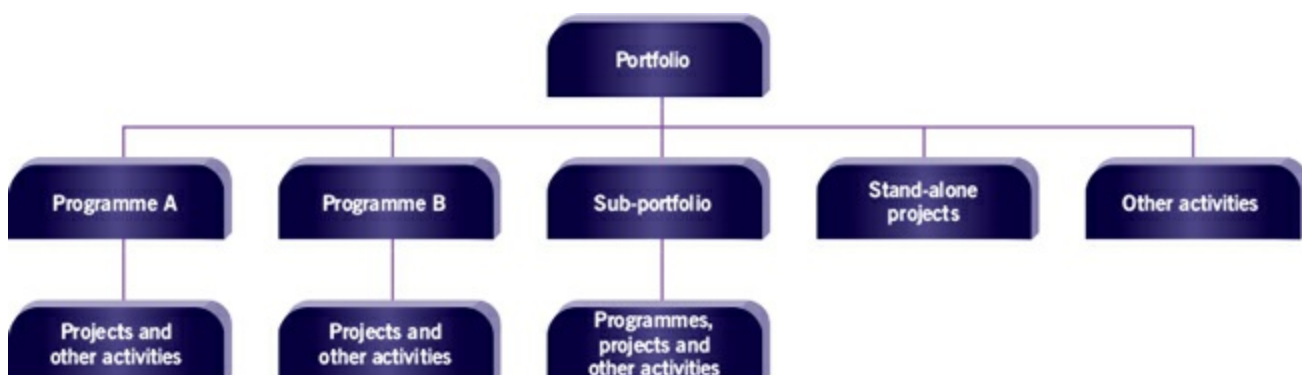 Portfolio
Programme A
Programme B
Sub-portfolio
Stand-alone
projects
Other activities
Projects and
other activities
Projects and
other activities
Programmes,
projects and
other activities